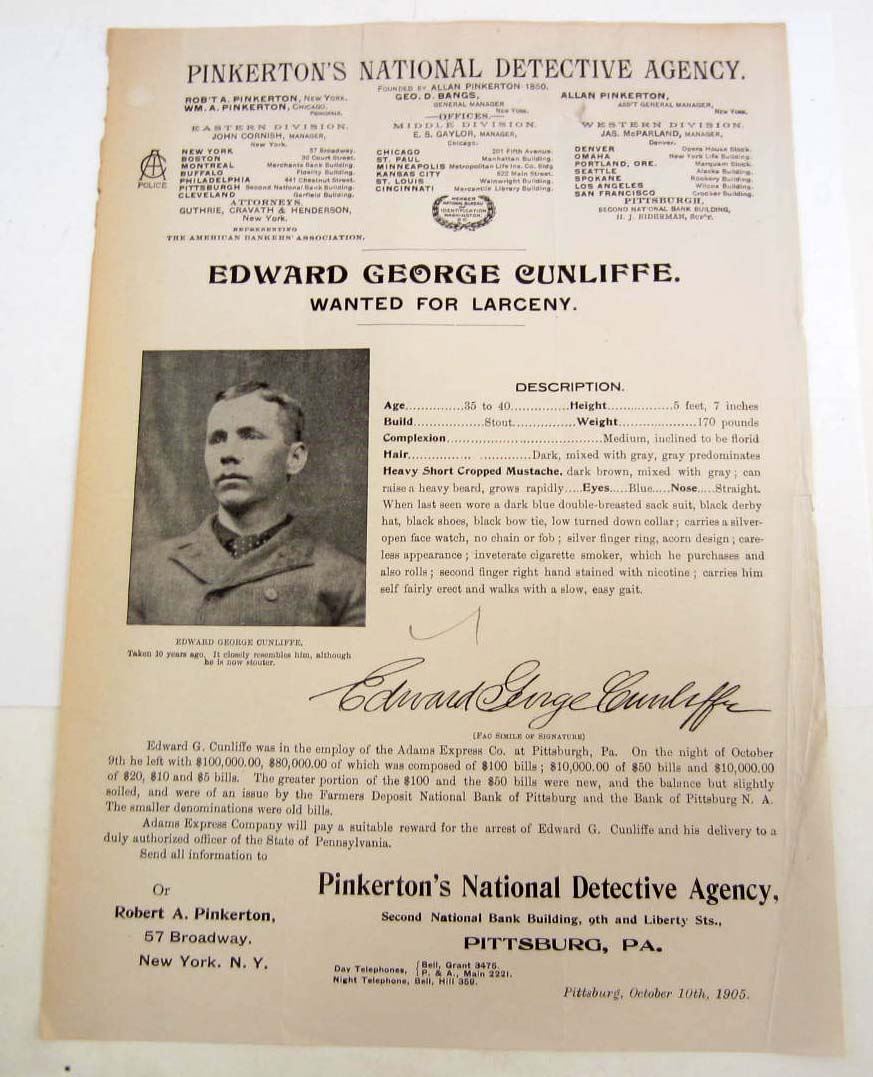 PINKERTON'S NATIONAL DETECTIVE AGENCY.
FOUNDED BY ALLAN PINKERTON 1850.
ROB'T A. PINKERTON, NEW YORK.
WM. A. PINKERTON, CHICAGO.
PRINCIPALS.
GEO. D. BANGS,
GENERAL MANAGER
New York.
ALLAN PINKERTON,
ASS'T GENERAL MANAGER,
New York.
—OFFICES.—
EASTERN DIVISION.
JOHN CORNISH, MANAGER,
New York.
NEW YORK 57 Broadway.
BOSTON 30 Court Street.
MONTREAL Merchants Bank Building.
BUFFALO Fidelity Building.
PHILADELPHIA 441 Chestnut Street.
PITTSBURGH Second National Bank Building.
CLEVELAND Garfield Building.
MIDDLE DIVISION.
E. S. GAYLOR, MANAGER,
Chicago.
CHICAGO 201 Fifth Avenue.
ST. PAUL Manhattan Building.
MINNEAPOLIS Metropolitan Life Ins. Co. Bldg
KANSAS CITY 622 Main Street.
ST. LOUIS Wainwright Building.
CINCINNATI Mercantile Library Building.
WESTERN DIVISION.
JAS. McPARLAND, MANAGER,
Denver.
DENVER Opera House Block.
OMAHA New York Life Building.
PORTLAND, ORE. Marquam Block.
SEATTLE Alaska Building.
SPOKANE Rookery Building.
LOS ANGELES Wilcox Building.
SAN FRANCISCO Crocker Building.
POLICE
ATTORNEYS.
GUTHRIE, CRAVATH & HENDERSON,
New York.
REPRESENTING
THE AMERICAN BANKERS' ASSOCIATION.
MEMBER
NATIONAL BUREAU
OF
IDENTIFICATION
WASHINGTON
D.C.
PITTSBURGH,
SECOND NATIONAL BANK BUILDING,
H. J. BIDERMAN, Sup't.
EDWARD GEORGE CUNLIFFE.
WANTED FOR LARCENY.
EDWARD GEORGE CUNLIFFE.
Taken 10 years ago. It closely resembles him, although
he is now stouter.
DESCRIPTION.
Age..............35 to 40..............Height................5 feet, 7 inches
Build.................Stout................Weight...................170 pounds
Complexion......................................Medium, inclined to be florid
Hair..............................Dark, mixed with gray, gray predominates
Heavy Short Cropped Mustache, dark brown, mixed with gray; can
raise a heavy beard, grows rapidly.....Eyes.....Blue.....Nose.....Straight.
When last seen wore a dark blue double-breasted sack suit, black derby
hat, black shoes, black bow tie, low turned down collar; carries a silver-
open face watch, no chain or fob; silver finger ring, acorn design; care-
less appearance; inveterate cigarette smoker, which he purchases and
also rolls; second finger right hand stained with nicotine; carries him
self fairly erect and walks with a slow, easy gait.
Edward George Cunliffe
(FAC SIMILE OF SIGNATURE)
Edward G. Cunliffe was in the employ of the Adams Express Co. at Pittsburgh, Pa. On the night of October
9th he left with $100,000.00, $80,000.00 of which was composed of $100 bills; $10,000.00 of $50 bills and $10,000.00
of $20, $10 and $5 bills. The greater portion of the $100 and the $50 bills were new, and the balance but slightly
soiled, and were of an issue by the Farmers Deposit National Bank of Pittsburg and the Bank of Pittsburg N. A.
The smaller denominations were old bills.
Adams Express Company will pay a suitable reward for the arrest of Edward G. Cunliffe and his delivery to a
duly authorized officer of the State of Pennsylvania.
Send all information to
Or
Robert A. Pinkerton,
57 Broadway.
New York. N. Y.
Pinkerton's National Detective Agency,
Second National Bank Building, 9th and Liberty Sts.,
PITTSBURG, PA.
Day Telephones, { Bell, Grant 3475.
P. & A., Main 2221.
Night Telephone, Bell, Hill 359.
Pittsburg, October 10th, 1905.